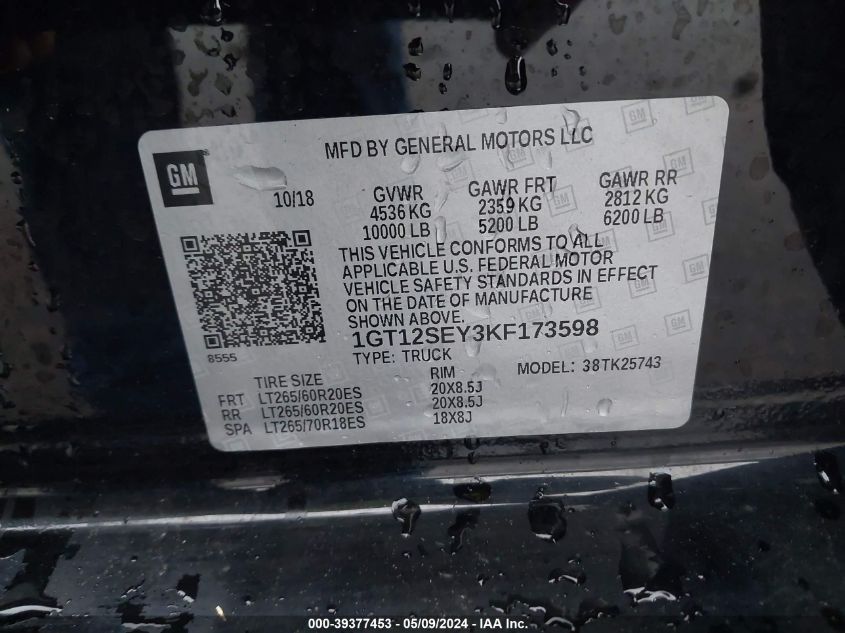 MFD BY GENERAL MOTORS LLC
GM
10/18
GVWR GAWR FRT GAWR RR
4536 KG 2359 KG 2812 KG
10000 LB 5200 LB 6200 LB
THIS VEHICLE CONFORMS TO ALL
APPLICABLE U.S. FEDERAL MOTOR
VEHICLE SAFETY STANDARDS IN EFFECT
ON THE DATE OF MANUFACTURE
SHOWN ABOVE.
8555
1GT12SEY3KF173598
TYPE: TRUCK MODEL: 38TK25743
TIRE SIZE RIM
FRT LT265/60R20ES 20X8.5J
RR LT265/60R20ES 20X8.5J
SPA LT265/70R18ES 18X8J
000-39377453 - 05/09/2024 - IAA Inc.